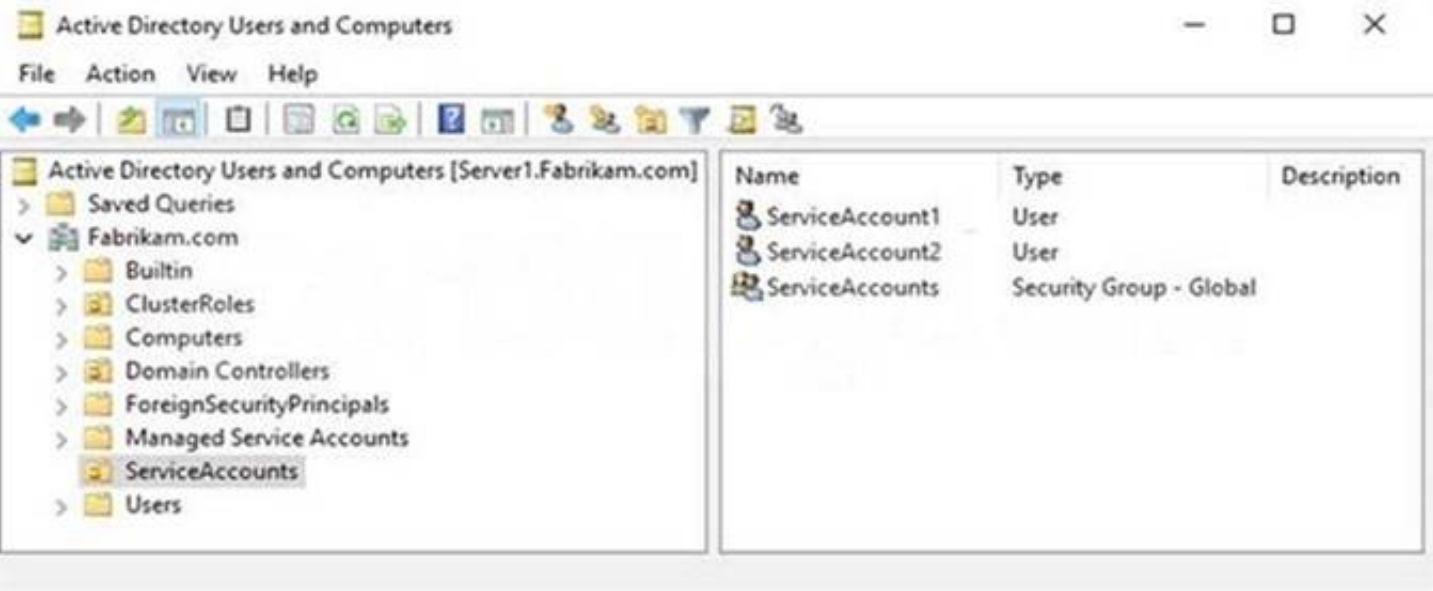 Active Directory Users and Computers
File Action View Help
Active Directory Users and Computers [Server1.Fabrikam.com]
Saved Queries
Fabrikam.com
Builtin
ClusterRoles
Computers
Domain Controllers
ForeignSecurityPrincipals
Managed Service Accounts
ServiceAccounts
Users
Name Type Description
ServiceAccount1 User
ServiceAccount2 User
ServiceAccounts Security Group - Global